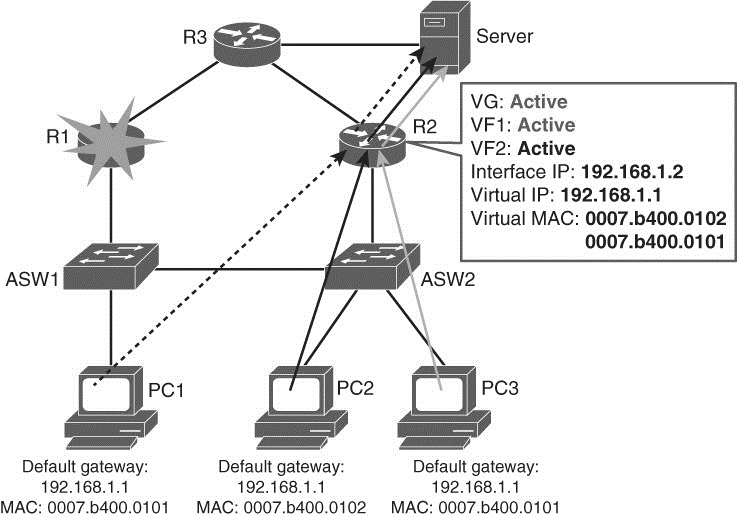 R3
Server
R1
R2
VG: Active
VF1: Active
VF2: Active
Interface IP: 192.168.1.2
Virtual IP: 192.168.1.1
Virtual MAC: 0007.b400.0102
0007.b400.0101
ASW1
ASW2
PC1
PC2
PC3
Default gateway:
192.168.1.1
MAC: 0007.b400.0101
Default gateway:
192.168.1.1
MAC: 0007.b400.0102
Default gateway:
192.168.1.1
MAC: 0007.b400.0101